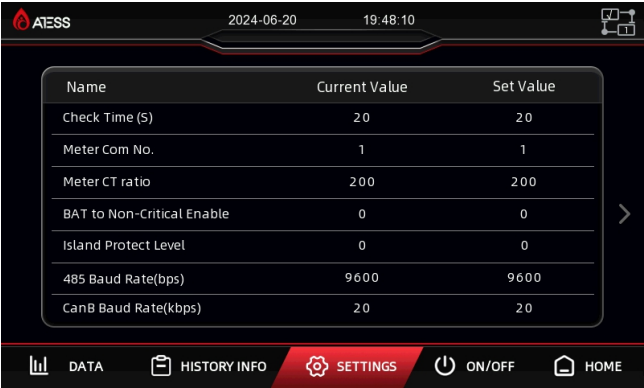 ATESS 2024-06-20 19:48:10
1
Name Current Value Set Value
Check Time (S) 20 20
Meter Com No. 1 1
Meter CT ratio 200 200
BAT to Non-Critical Enable 0 0
Island Protect Level 0 0
485 Baud Rate(bps) 9600 9600
CanB Baud Rate(kbps) 20 20
DATA HISTORY INFO SETTINGS ON/OFF HOME